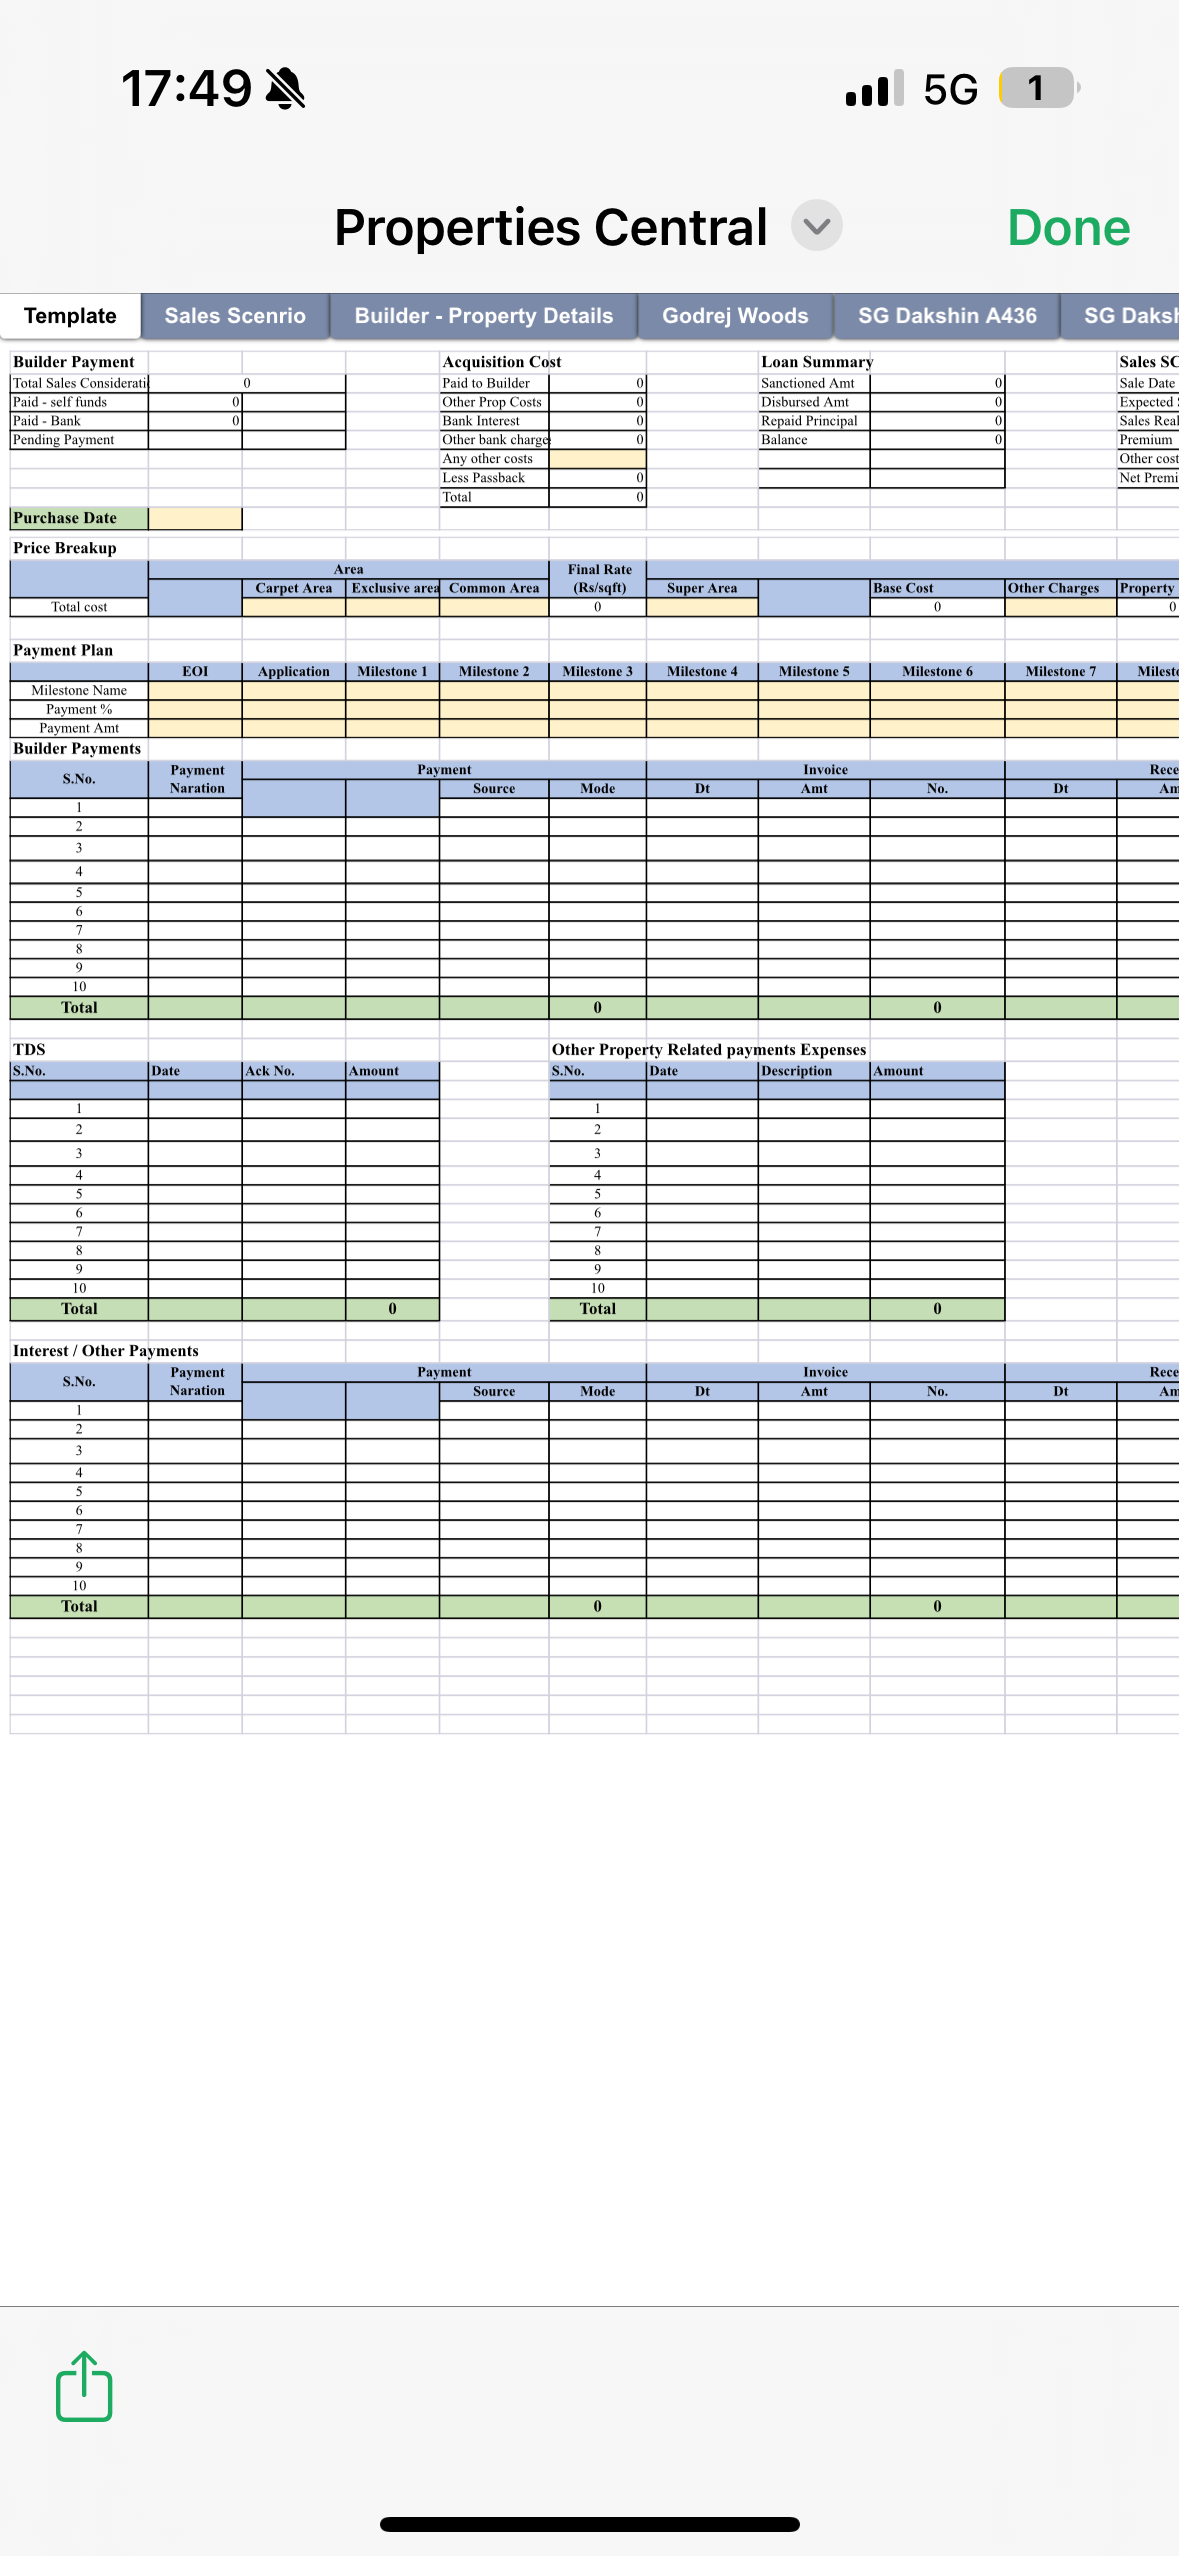 17:49
5G
1
Properties Central
Done
Template Sales Scenrio Builder - Property Details Godrej Woods SG Dakshin A436 SG Daksh
Builder Payment Acquisition Cost Loan Summary Sales SC
Total Sales Considerati 0 Paid to Builder 0 Sanctioned Amt 0 Sale Date
Paid - self funds 0 Other Prop Costs 0 Disbursed Amt 0 Expected
Paid - Bank 0 Bank Interest 0 Repaid Principal 0 Sales Real
Pending Payment Other bank charge 0 Balance 0 Premium
Any other costs Other cost
Less Passback 0 Net Premi
Total 0
Purchase Date
Price Breakup
Area Final Rate
Carpet Area Exclusive area Common Area (Rs/sqft) Super Area Base Cost Other Charges Property
Total cost 0 0 0
Payment Plan
EOI Application Milestone 1 Milestone 2 Milestone 3 Milestone 4 Milestone 5 Milestone 6 Milestone 7 Milest
Milestone Name
Payment %
Payment Amt
Builder Payments
S.No. Payment Naration Payment Invoice Rece
Source Mode Dt Amt No. Dt Am
1
2
3
4
5
6
7
8
9
10
Total 0 0
TDS Other Property Related payments Expenses
S.No. Date Ack No. Amount S.No. Date Description Amount
1 1
2 2
3 3
4 4
5 5
6 6
7 7
8 8
9 9
10 10
Total 0 Total 0
Interest / Other Payments
S.No. Payment Naration Payment Invoice Rece
Source Mode Dt Amt No. Dt Am
1
2
3
4
5
6
7
8
9
10
Total 0 0